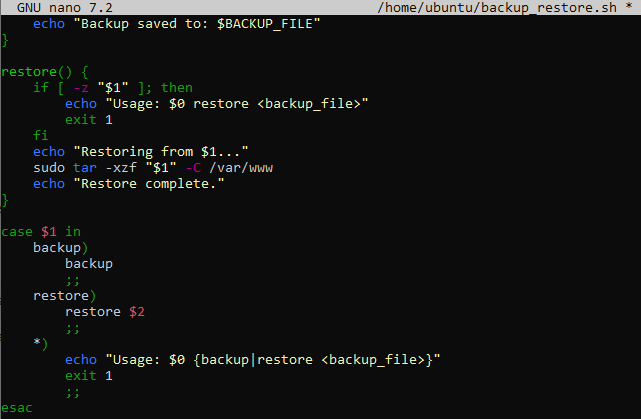 GNU nano 7.2 /home/ubuntu/backup_restore.sh *
    echo "Backup saved to: $BACKUP_FILE"
}

restore() {
    if [ -z "$1" ]; then
        echo "Usage: $0 restore <backup_file>"
        exit 1
    fi
    echo "Restoring from $1..."
    sudo tar -xzf "$1" -C /var/www
    echo "Restore complete."
}

case $1 in
    backup)
        backup
        ;;
    restore)
        restore $2
        ;;
    *)
        echo "Usage: $0 {backup|restore <backup_file>}"
        exit 1
        ;;
esac